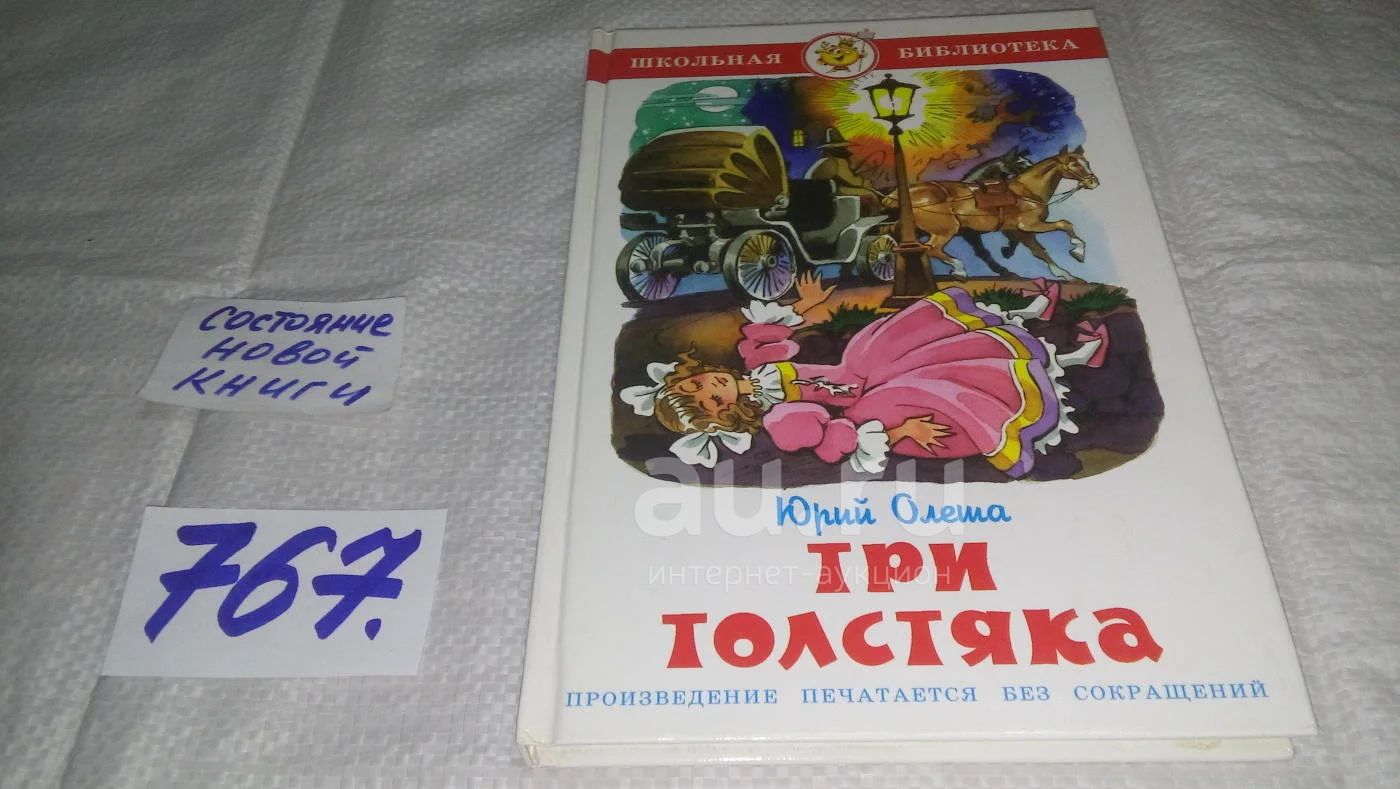 ШКОЛЬНАЯ БИБЛИОТЕКА
состояние
новой
книги
767.
au.ru
интернет-аукцион
Юрий Олеша
ТРИ
ТОЛСТЯКА
ПРОИЗВЕДЕНИЕ ПЕЧАТАЕТСЯ БЕЗ СОКРАЩЕНИЙ